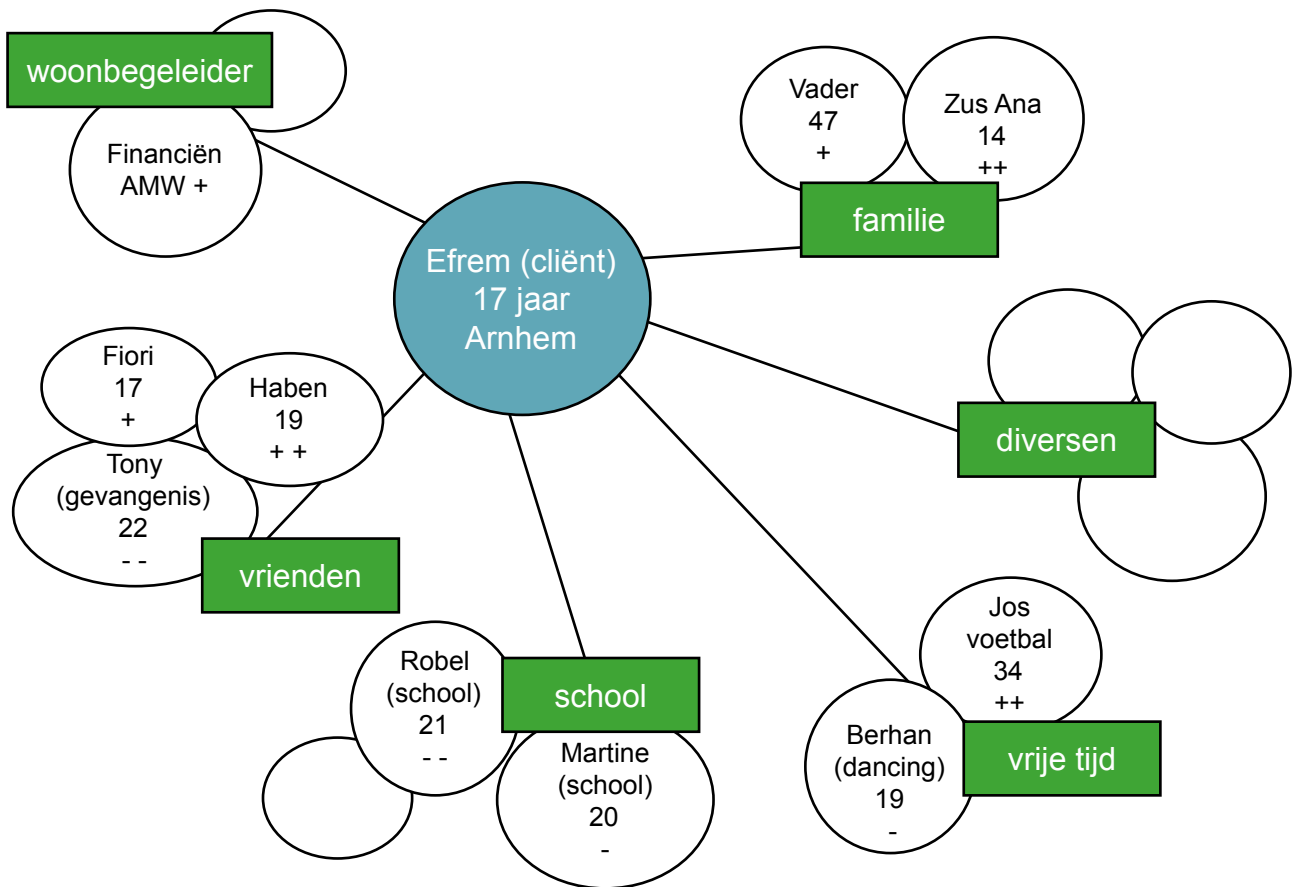 woonbegeleider
Financiën
AMW +
Vader
47
+
Zus Ana
14
++
familie
Efrem (cliënt)
17 jaar
Arnhem
Fiori
17
+
Haben
19
+ +
Tony
(gevangenis)
22
- -
vrienden
diversen
Robel
(school)
21
- -
school
Martine
(school)
20
-
Jos
voetbal
34
++
Berhan
(dancing)
19
-
vrije tijd